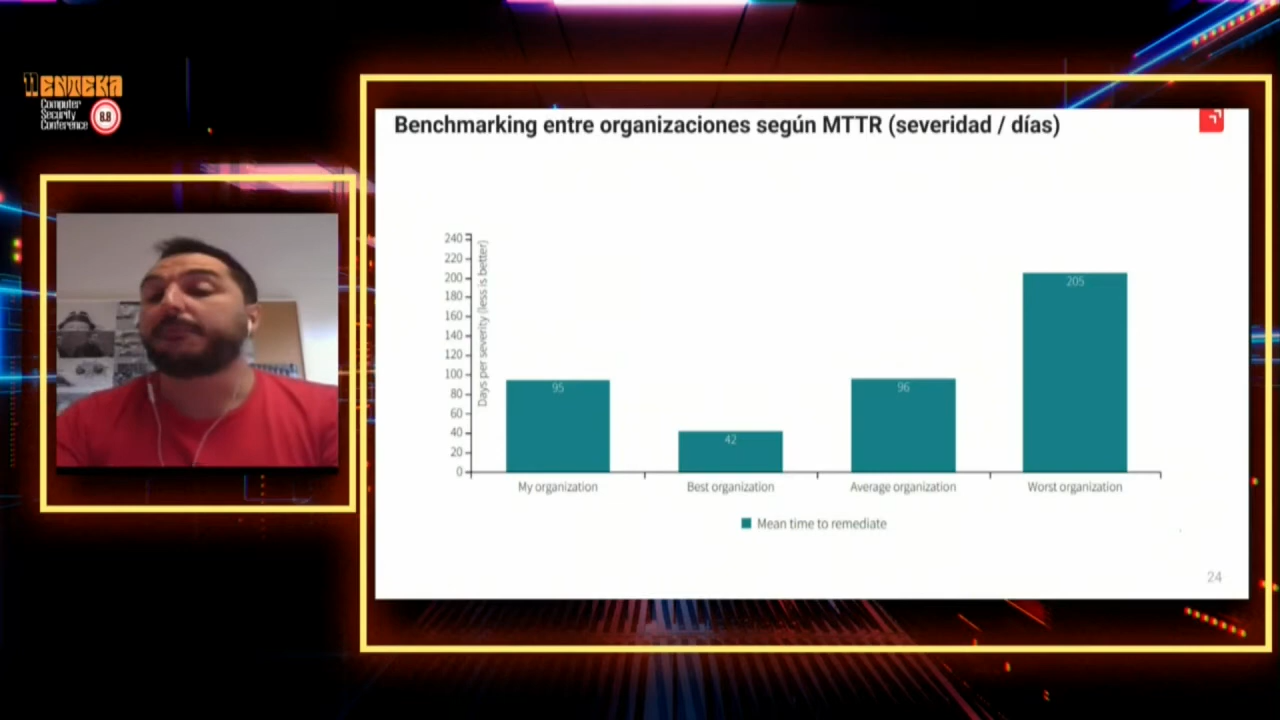 11ENTEKA
Computer
Security
Conference
8.8
Benchmarking entre organizaciones según MTTR (severidad / días)
Days per severity (less is better)
240
220
200
180
160
140
120
100
80
60
40
20
0
95
42
96
205
My organization
Best organization
Average organization
Worst organization
Mean time to remediate
24